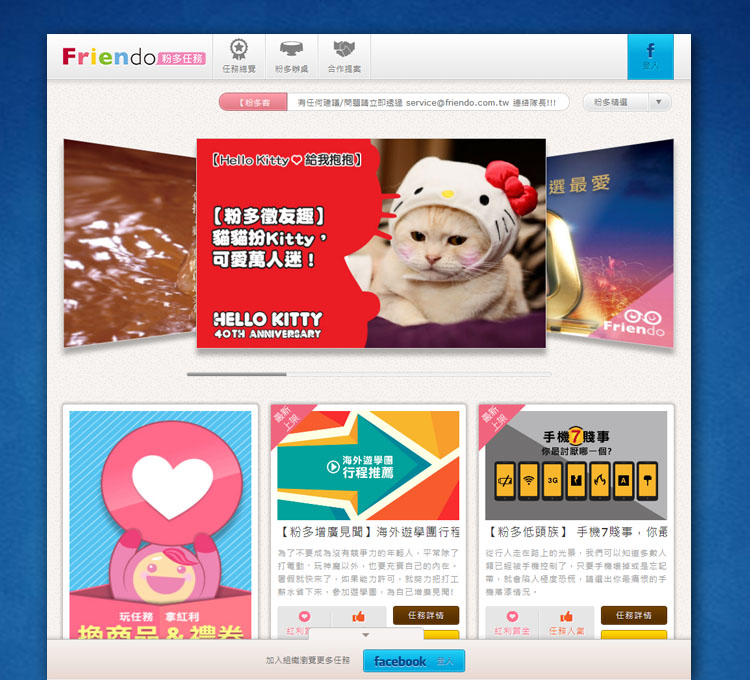 Friendo 粉多任務
任務總覽
粉多辦桌
合作提案
f
登入
【粉多客
有任何建議/問題請立即透過 service@friendo.com.tw 連絡隊長!!!
粉多精選
【Hello Kitty ♥ 給我抱抱】
【粉多徵友趣】
貓貓扮Kitty，
可愛萬人迷！
HELLO KITTY
40TH ANNIVERSARY
選最愛
Friendo
玩任務 拿紅利
換商品&禮券
最新
上架
海外遊學團
行程推薦
【粉多增廣見聞】海外遊學團行程
為了不要成為沒有競爭力的年輕人，平常除了
打電動、玩神魔以外，也要充實自己的內在。
暑假就快來了，如果能力許可，就努力把打工
薪水省下來，參加遊學團，為自己增廣見聞!
紅利賞金
任務詳情
最新
上架
手機7賤事
你最討厭哪一個?
3G
A
【粉多低頭族】 手機7賤事，你最
從行人走在路上的光景，我們可以知道多數人
類已經被手機控制了，只要手機壞掉或是忘記
帶，就會陷入極度恐慌，請選出你最痛恨的手
機擺漆情況。
紅利賞金
任務人氣
任務詳情
加入組織瀏覽更多任務
facebook 登入